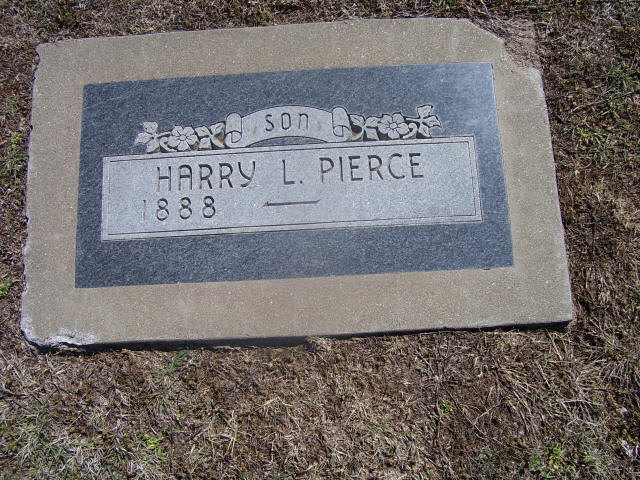 SON
HARRY L. PIERCE
1888 —